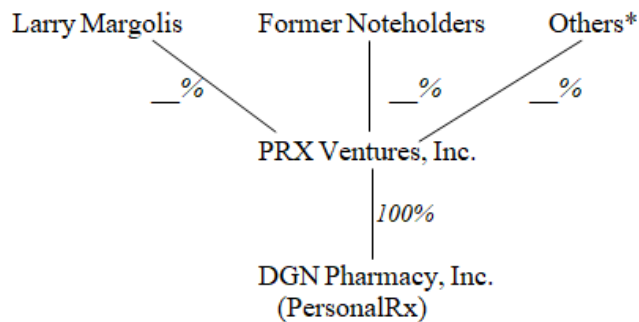 Larry Margolis Former Noteholders Others*
__% __% __%
PRX Ventures, Inc.
100%
DGN Pharmacy, Inc.
(PersonalRx)